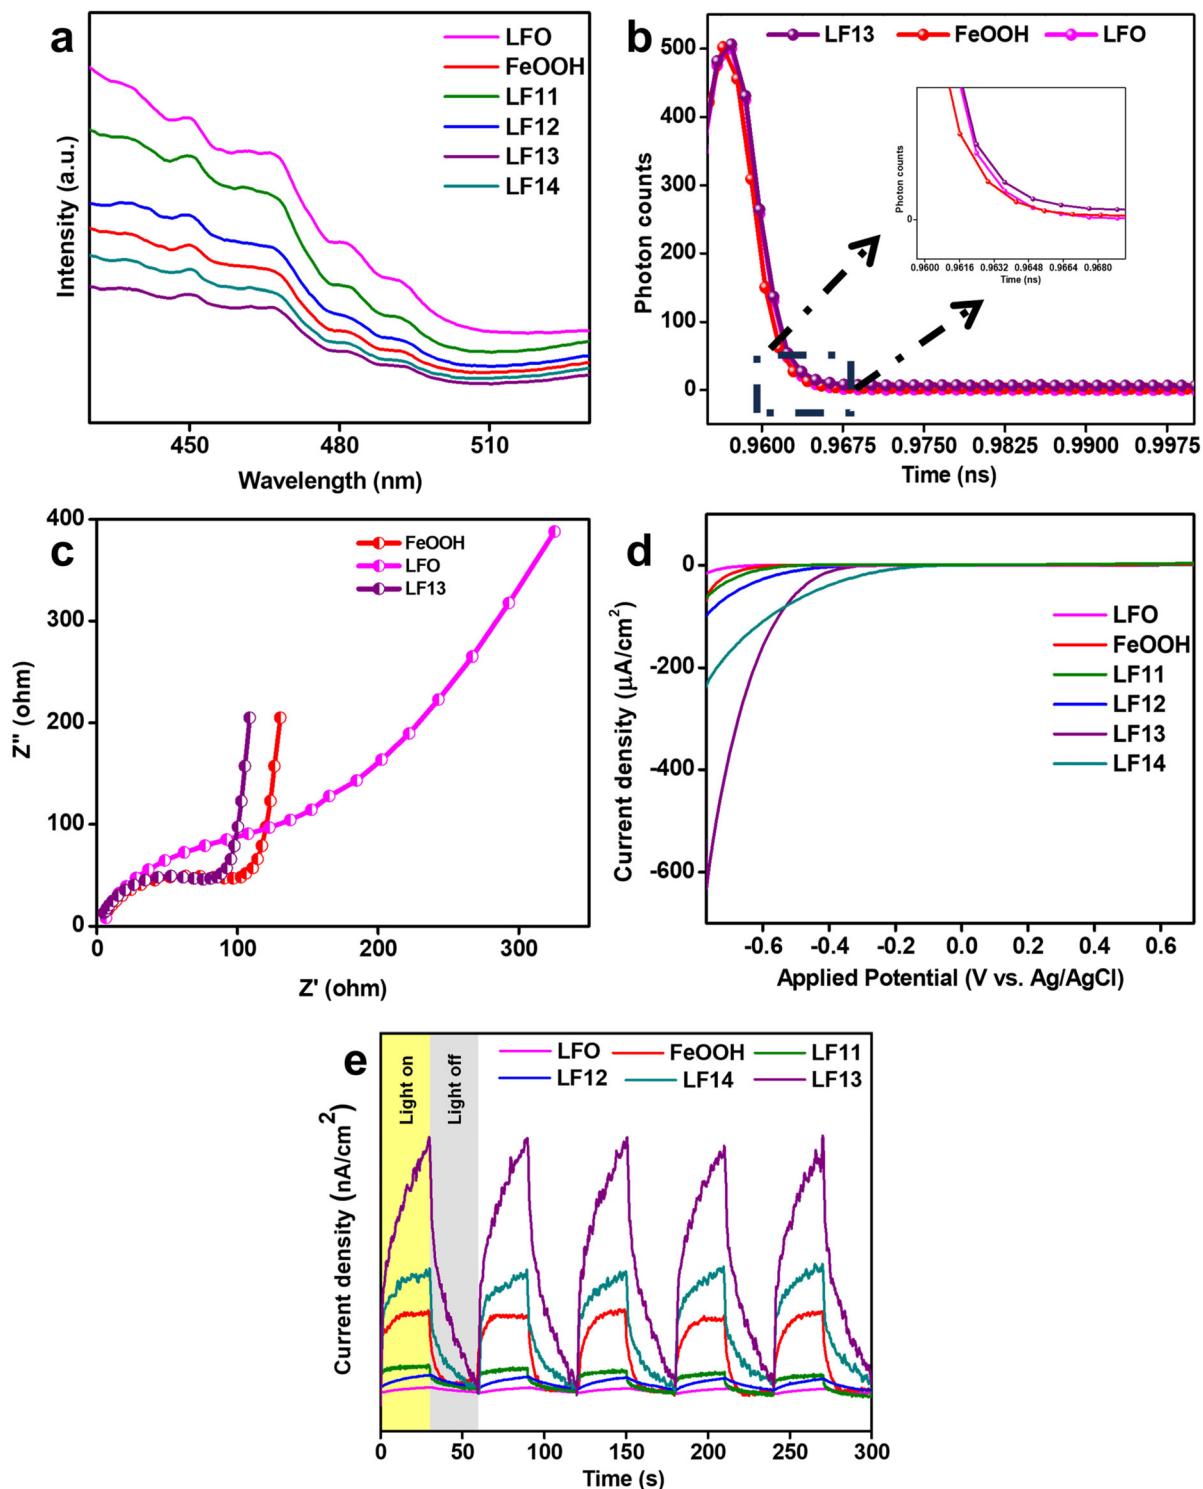 a
LFO
FeOOH
LF11
LF12
LF13
LF14
Intensity (a.u.)
450 480 510
Wavelength (nm)
b
LF13 FeOOH LFO
500
400
300
200
100
0
Photon counts
0.9600 0.9675 0.9750 0.9825 0.9900 0.9975
Time (ns)
Photon counts
0
0.9600 0.9616 0.9632 0.9648 0.9664 0.9680
Time (ns)
c
FeOOH
LFO
LF13
400
300
200
100
0
Z'' (ohm)
0 100 200 300
Z' (ohm)
d
0
-200
-400
-600
Current density (µA/cm²)
LFO
FeOOH
LF11
LF12
LF13
LF14
-0.6 -0.4 -0.2 0.0 0.2 0.4 0.6
Applied Potential (V vs. Ag/AgCl)
e
Light on
Light off
LFO FeOOH LF11
LF12 LF14 LF13
Current density (nA/cm²)
0 50 100 150 200 250 300
Time (s)